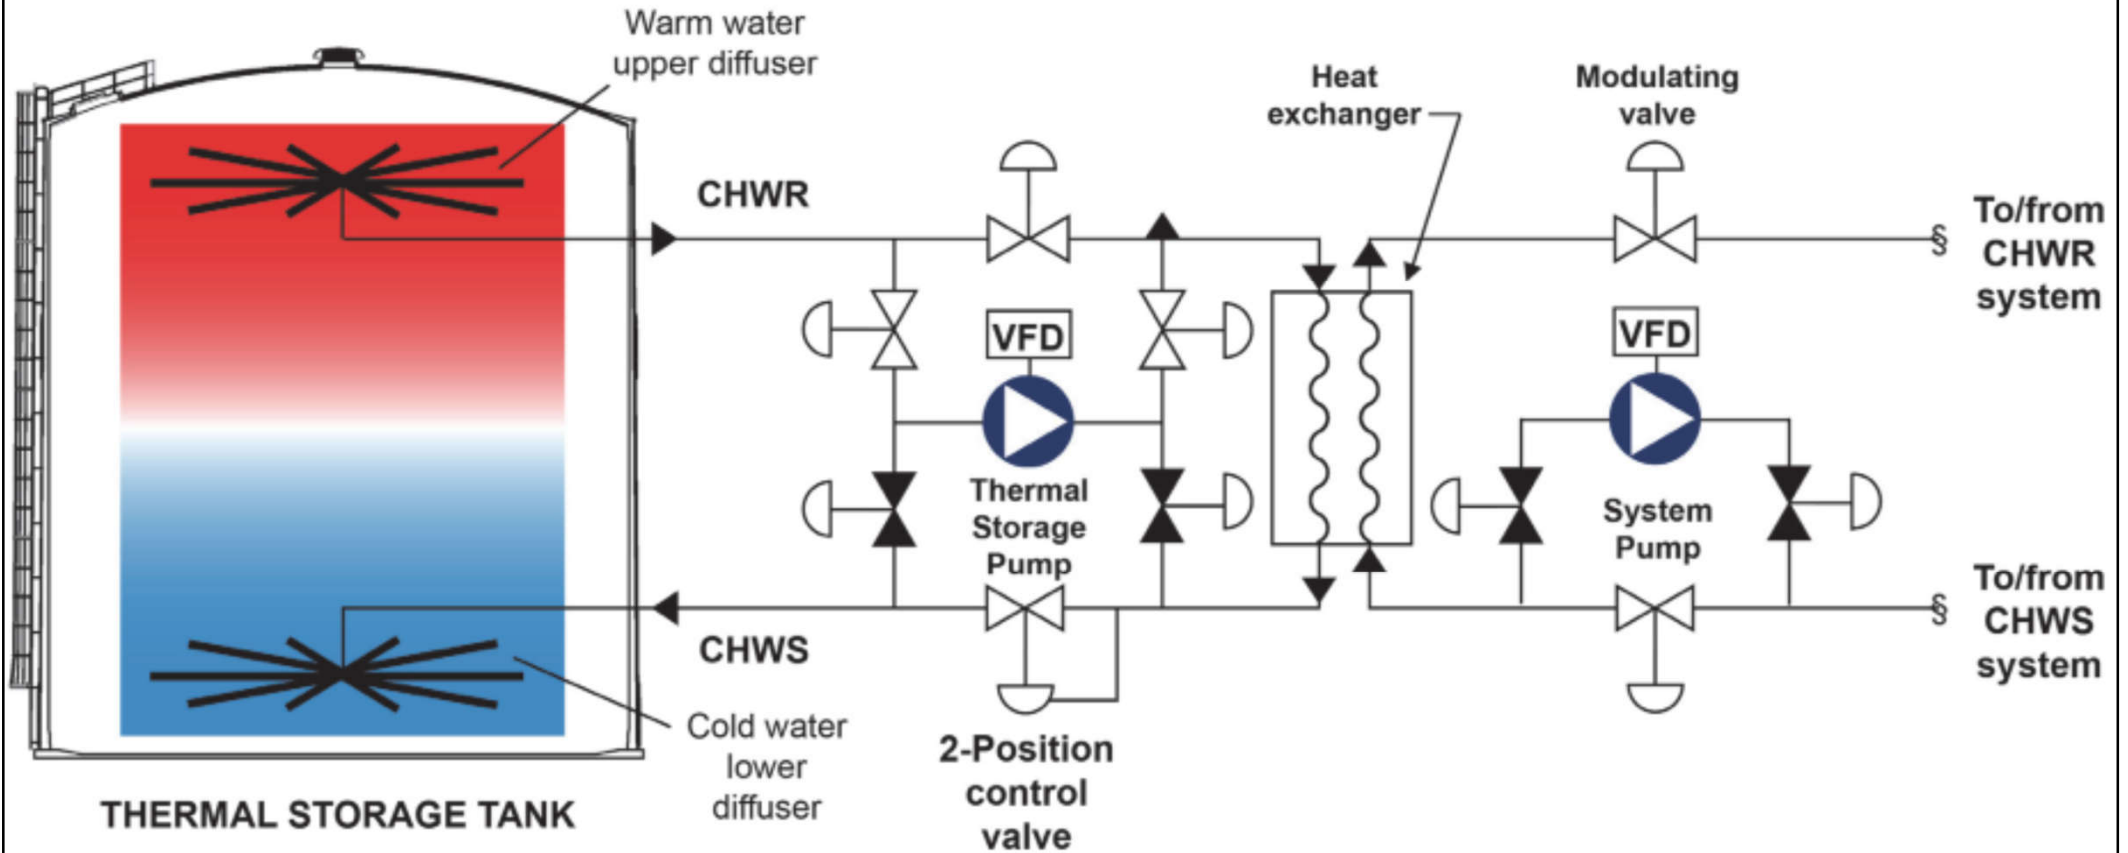 Warm water
upper diffuser
Heat
exchanger
Modulating
valve
CHWR
To/from
CHWR
system
VFD
VFD
Thermal
Storage
Pump
System
Pump
To/from
CHWS
system
CHWS
Cold water
lower
diffuser
2-Position
control
valve
THERMAL STORAGE TANK